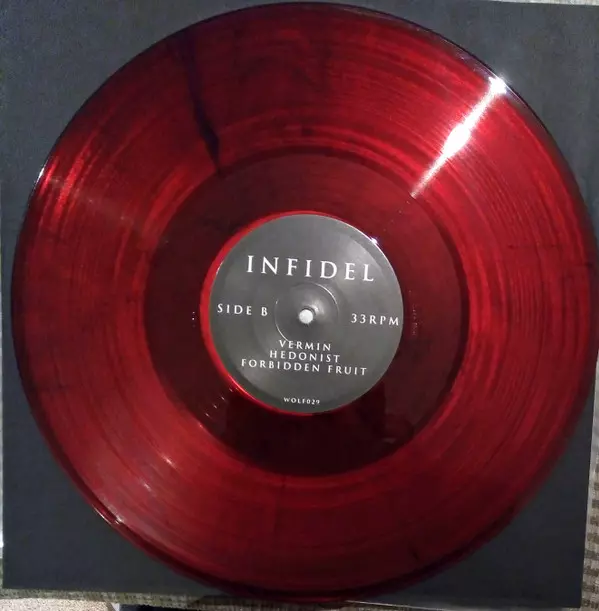 INFIDEL
SIDE B
33RPM
VERMIN
HEDONIST
FORBIDDEN FRUIT
WOLF029